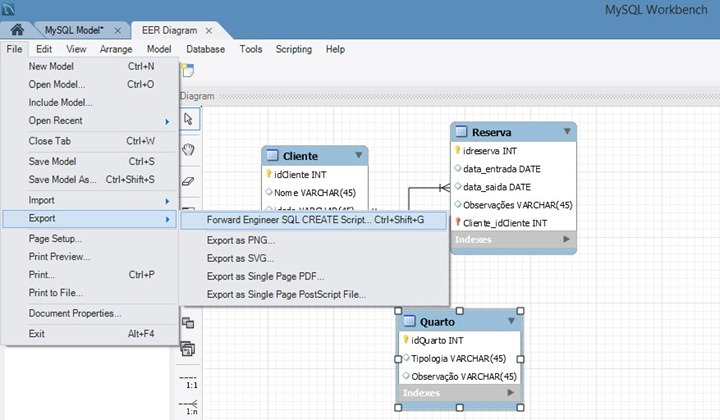 MySQL Workbench
MySQL Model* ×
EER Diagram ×
File Edit View Arrange Model Database Tools Scripting Help
New Model Ctrl+N
Open Model... Ctrl+O
Include Model...
Open Recent
Close Tab Ctrl+W
Save Model Ctrl+S
Save Model As... Ctrl+Shift+S
Import
Export
Page Setup...
Print Preview...
Print... Ctrl+P
Print to File...
Document Properties...
Exit Alt+F4
Forward Engineer SQL CREATE Script... Ctrl+Shift+G
Export as PNG...
Export as SVG...
Export as Single Page PDF...
Export as Single Page PostScript File...
Diagram
1:1
1:n
Cliente
idCliente INT
Nome VARCHAR(45)
Reserva
idreserva INT
data_entrada DATE
data_saida DATE
Observações VARCHAR(45)
Cliente_idCliente INT
Indexes
Quarto
idQuarto INT
Tipologia VARCHAR(45)
Observação VARCHAR(45)
Indexes